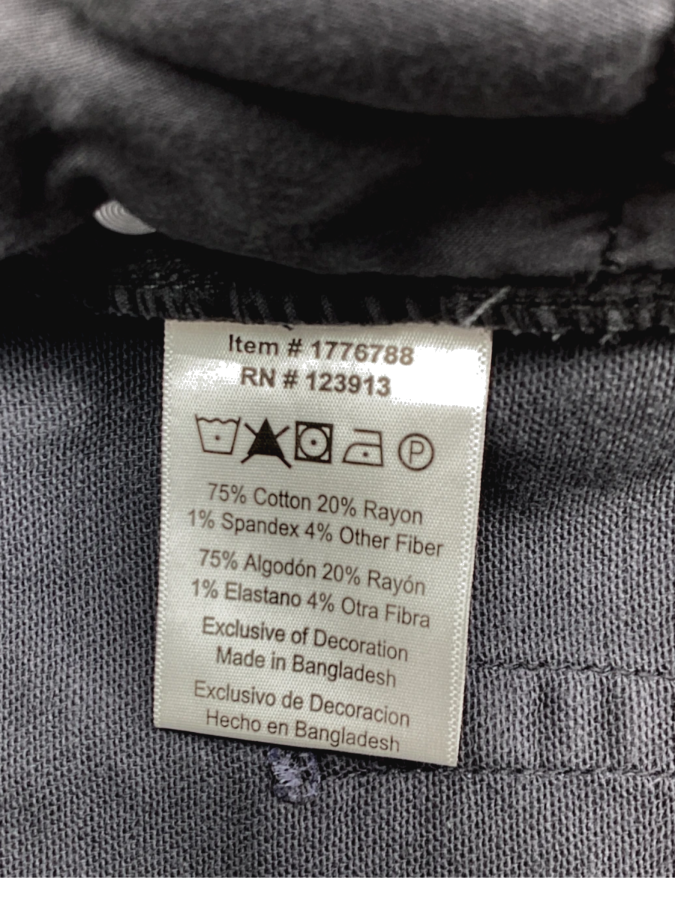 Item # 1776788
RN # 123913
P
75% Cotton 20% Rayon
1% Spandex 4% Other Fiber
75% Algodón 20% Rayón
1% Elastano 4% Otra Fibra
Exclusive of Decoration
Made in Bangladesh
Exclusivo de Decoracion
Hecho en Bangladesh